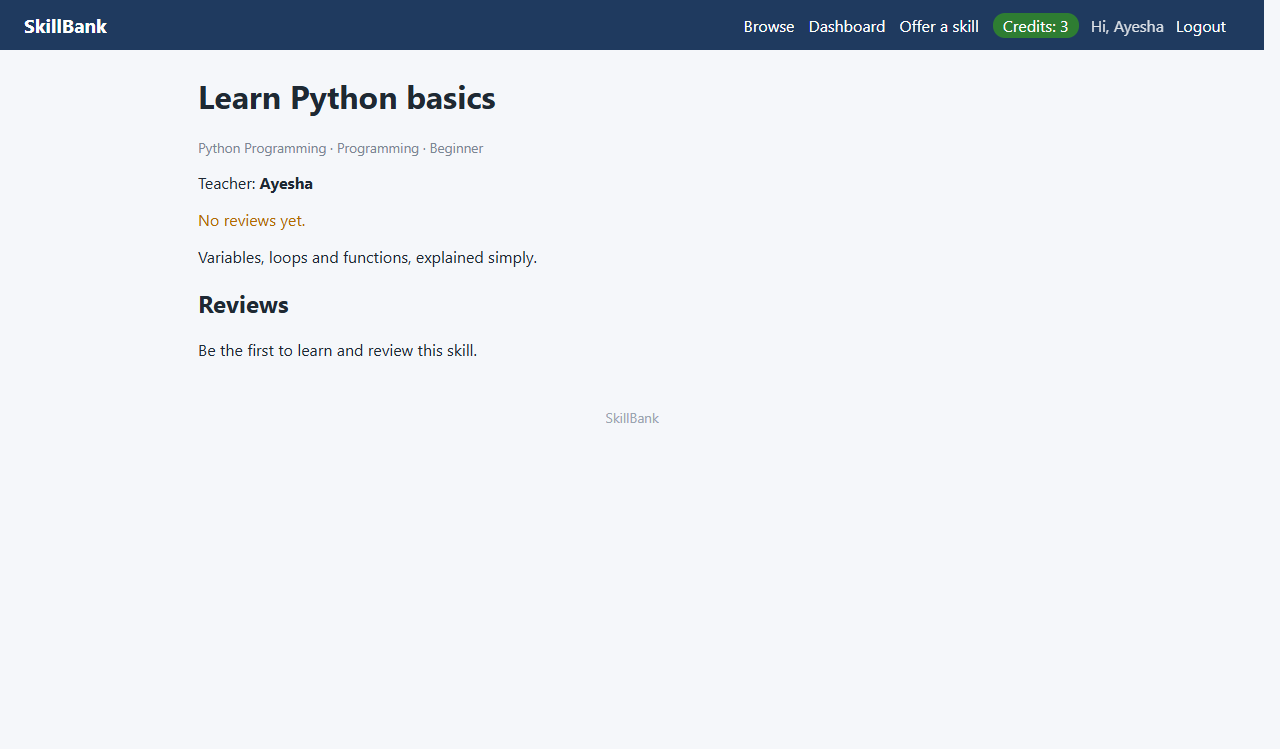 SkillBank Browse Dashboard Offer a skill Credits: 3 Hi, Ayesha Logout
Learn Python basics
Python Programming · Programming · Beginner
Teacher: Ayesha
No reviews yet.
Variables, loops and functions, explained simply.
Reviews
Be the first to learn and review this skill.
SkillBank